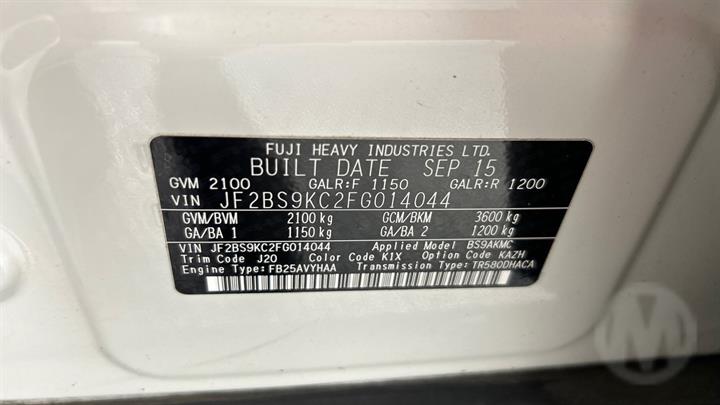 FUJI HEAVY INDUSTRIES LTD.
BUILT DATE SEP 15
GVM 2100 GALR:F 1150 GALR:R 1200
VIN JF2BS9KC2FG014044
GVM/BVM 2100 kg GCM/BKM 3600 kg
GA/BA 1 1150 kg GA/BA 2 1200 kg
VIN JF2BS9KC2FG014044 Applied Model BS9AKMC
Trim Code J20 Color Code K1X Option Code KAZH
Engine Type:FB25AVYHAA Transmission Type:TR580DHACA
M